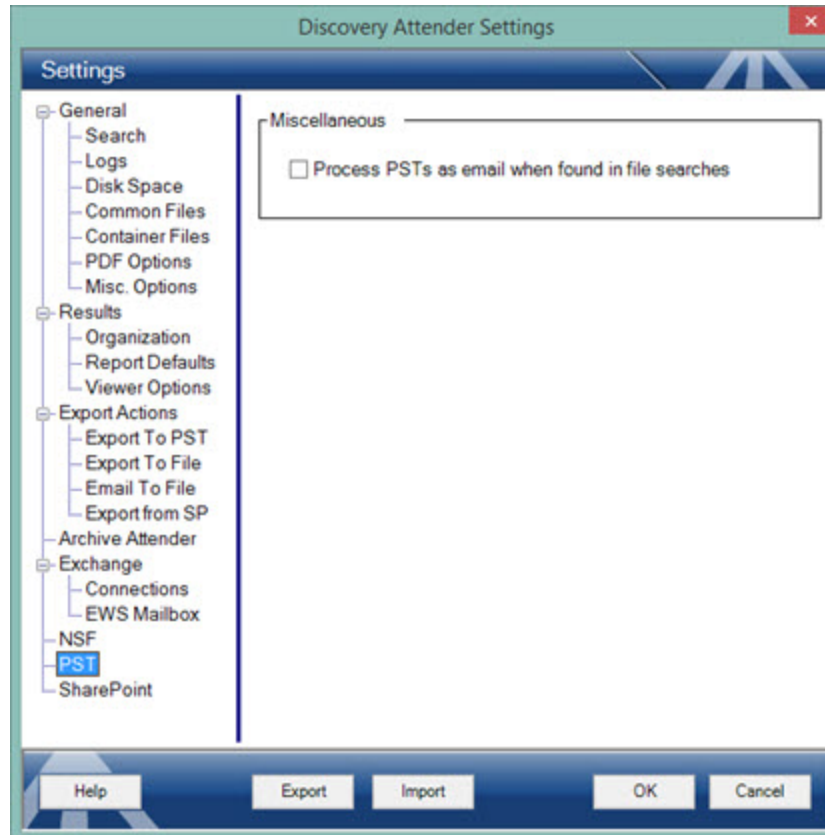 Discovery Attender Settings
Settings
General
Search
Logs
Disk Space
Common Files
Container Files
PDF Options
Misc. Options
Results
Organization
Report Defaults
Viewer Options
Export Actions
Export To PST
Export To File
Email To File
Export from SP
Archive Attender
Exchange
Connections
EWS Mailbox
NSF
PST
SharePoint
Miscellaneous
Process PSTs as email when found in file searches
Help
Export
Import
OK
Cancel